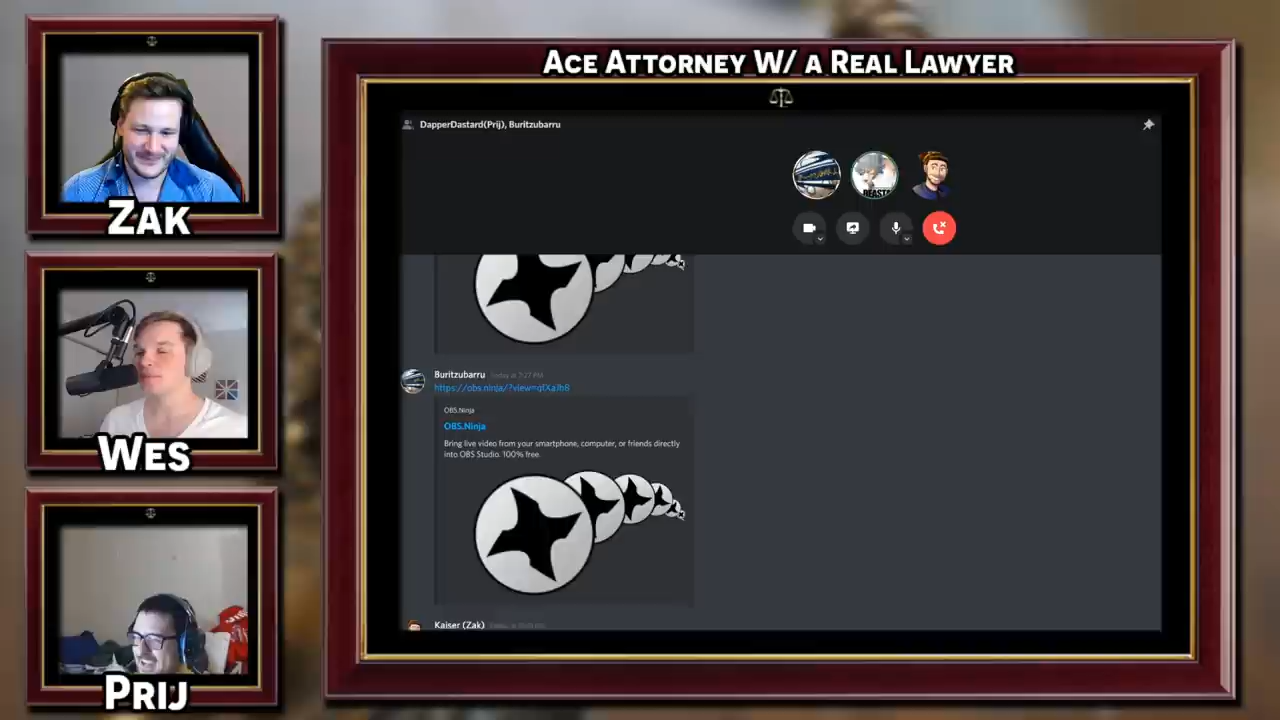 ACE ATTORNEY W/ A REAL LAWYER
ZAK
WES
PRIJ
DapperDastard(Prij), Buritzubarru
BEAST
Buritzubarru
OBS.Ninja
OBS.Ninja
Bring live video from your smartphone, computer, or friends directly
into OBS Studio. 100% free.
Kaiser (Zak)